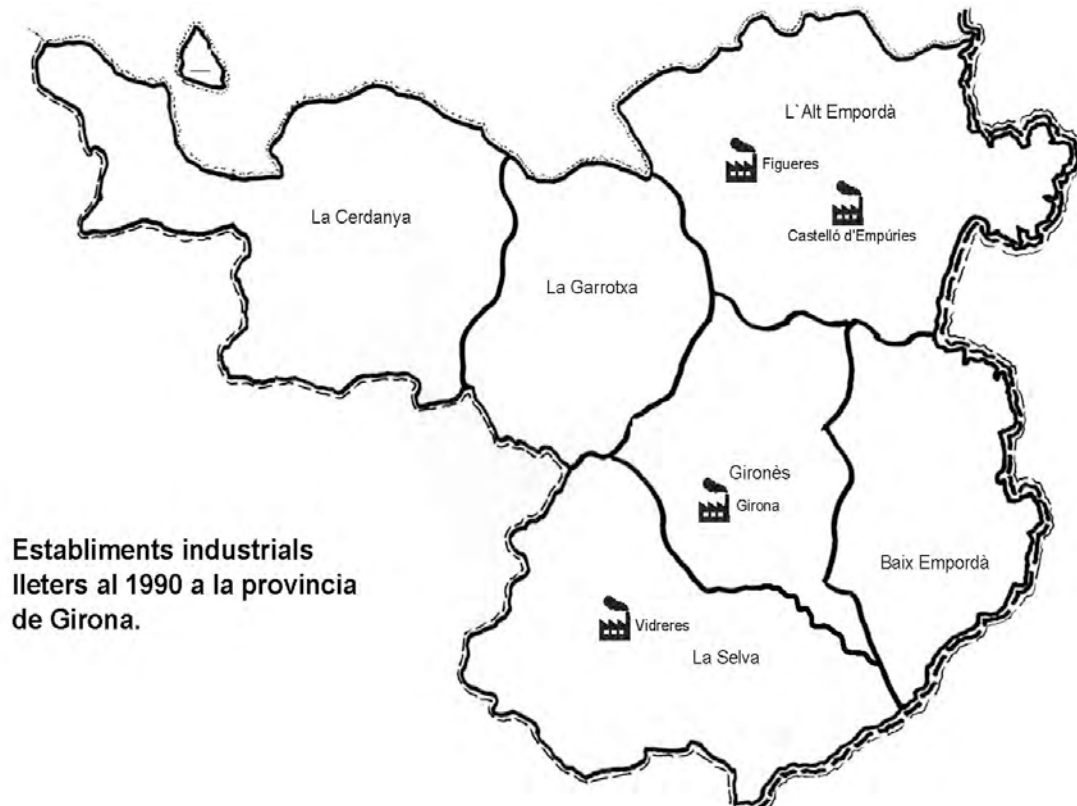 L`Alt Empordà
Figueres
Castelló d'Empúries
La Cerdanya
La Garrotxa
Gironès
Girona
Baix Empordà
Vidreres
La Selva
Establiments industrials
lleters al 1990 a la provincia
de Girona.